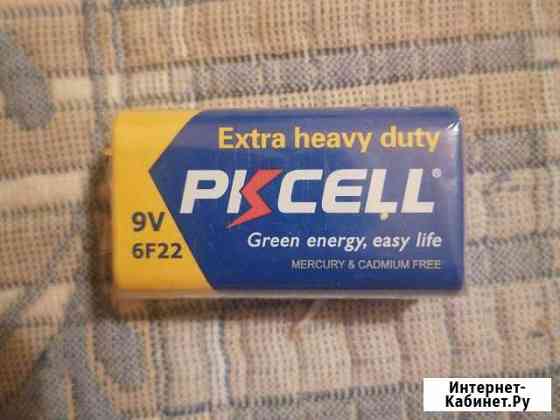 Extra heavy duty
PKCELL®
9V
6F22
Green energy, easy life
MERCURY & CADMIUM FREE
Интернет-
Кабинет.Ру